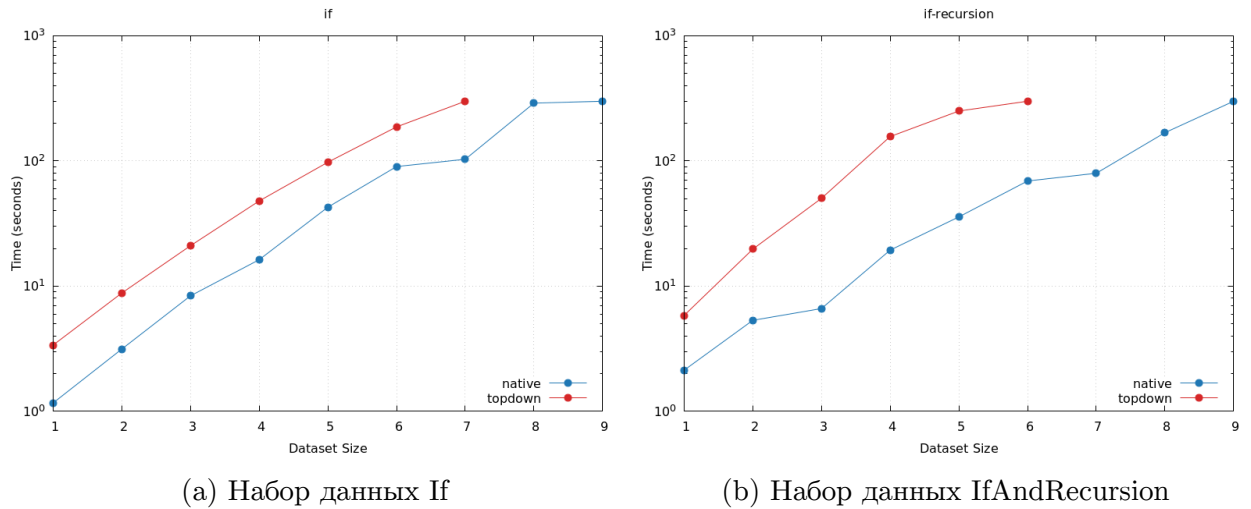 if
10³
10²
10¹
10⁰
Time (seconds)
native
topdown
1 2 3 4 5 6 7 8 9
Dataset Size
(a) Набор данных If
if-recursion
10³
10²
10¹
10⁰
Time (seconds)
native
topdown
1 2 3 4 5 6 7 8 9
Dataset Size
(b) Набор данных IfAndRecursion